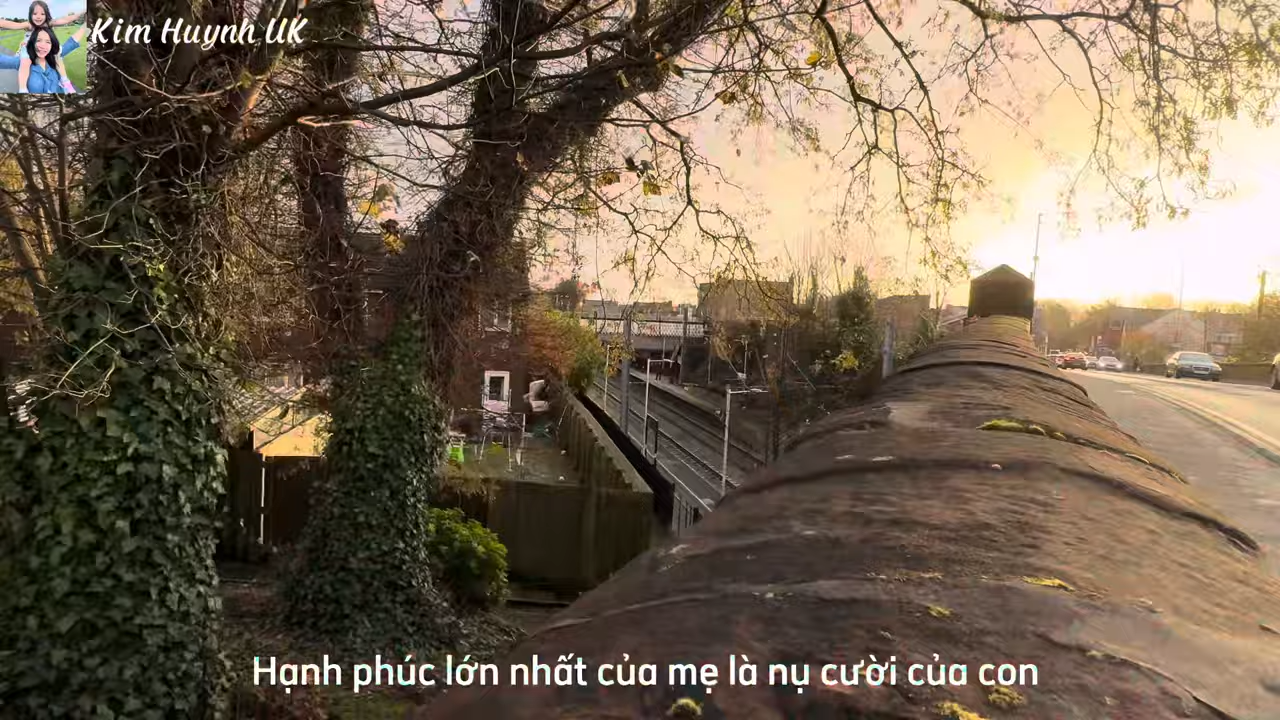 Kim Huynh UK
Hạnh phúc lớn nhất của mẹ là nụ cười của con